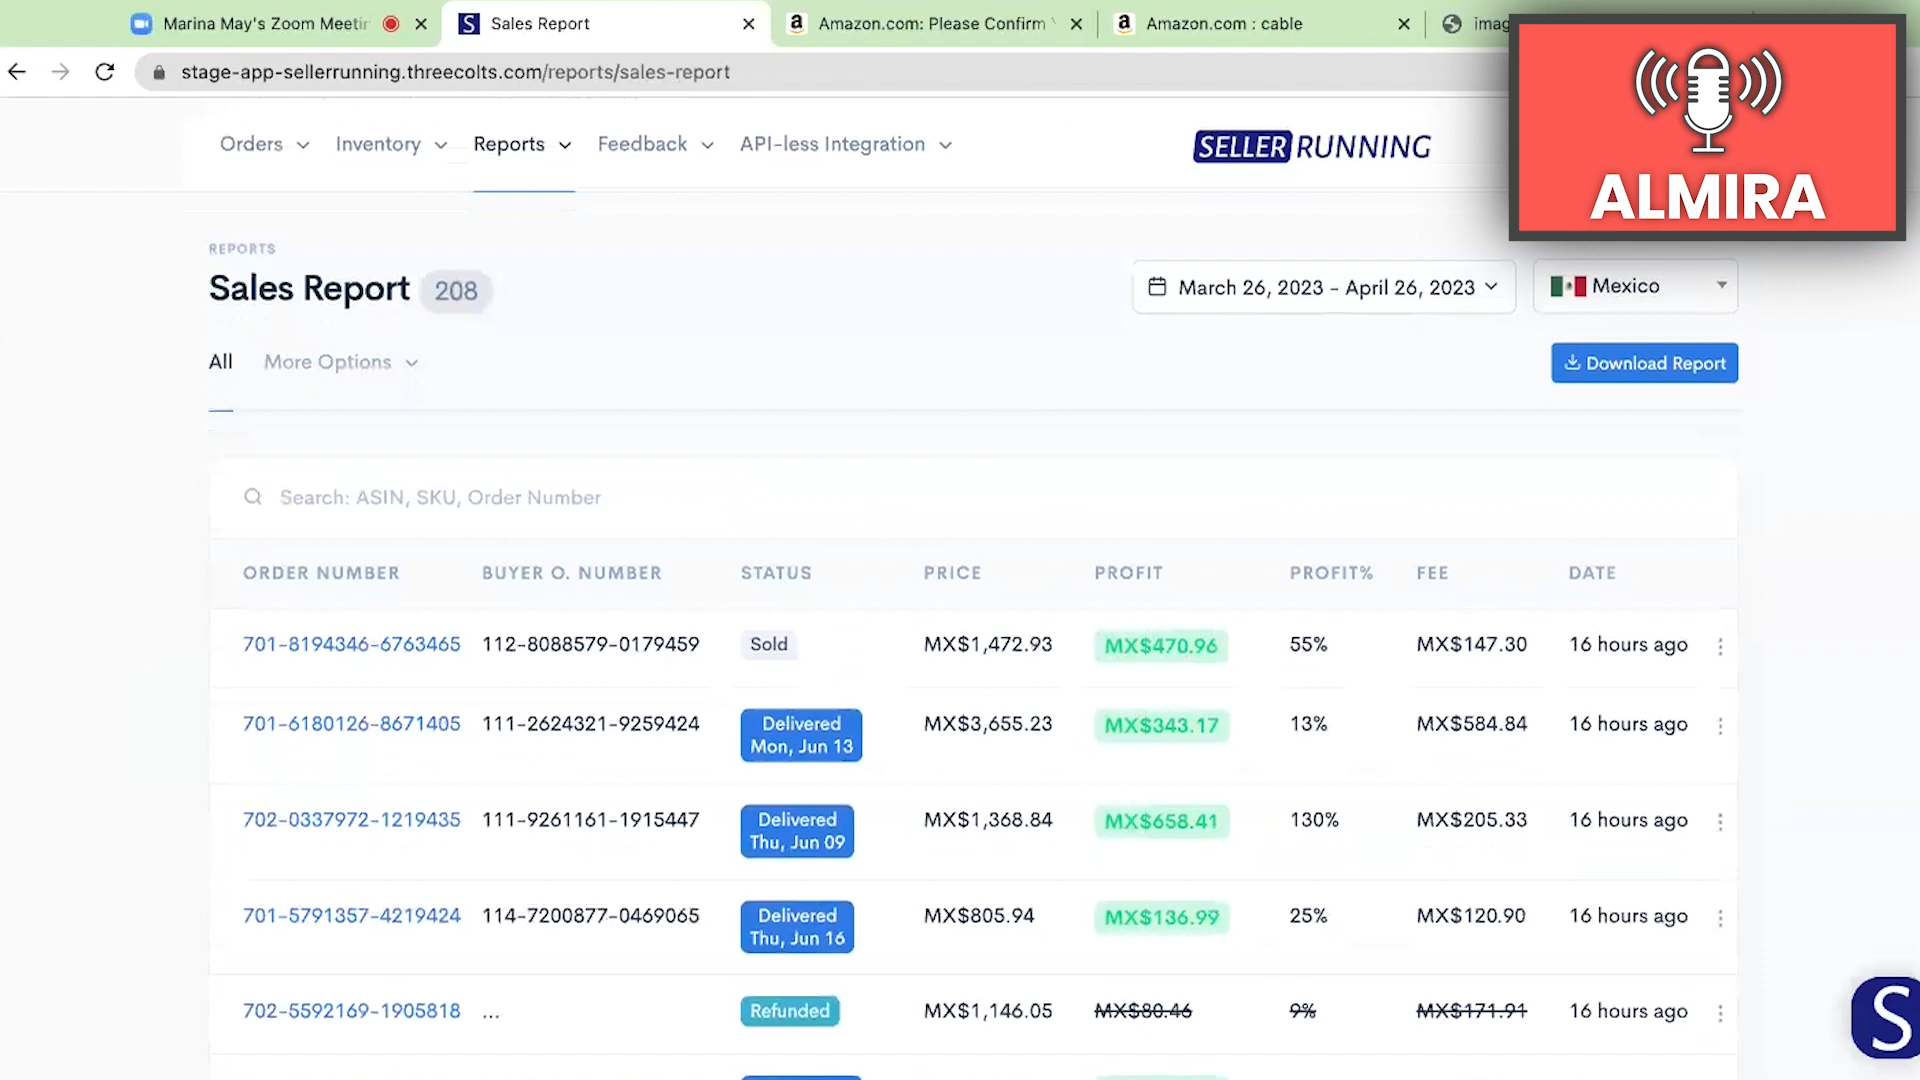 Marina May's Zoom Meetin
Sales Report
Amazon.com: Please Confirm
Amazon.com : cable
imag
stage-app-sellerrunning.threecolts.com/reports/sales-report
Orders Inventory Reports Feedback API-less Integration
SELLER RUNNING
ALMIRA
REPORTS
Sales Report 208
March 26, 2023 - April 26, 2023
Mexico
All More Options
Download Report
Search: ASIN, SKU, Order Number
ORDER NUMBER BUYER O. NUMBER STATUS PRICE PROFIT PROFIT% FEE DATE
701-8194346-6763465 112-8088579-0179459 Sold MX$1,472.93 MX$470.96 55% MX$147.30 16 hours ago
701-6180126-8671405 111-2624321-9259424 Delivered MX$3,655.23 MX$343.17 13% MX$584.84 16 hours ago
Mon, Jun 13
702-0337972-1219435 111-9261161-1915447 Delivered MX$1,368.84 MX$658.41 130% MX$205.33 16 hours ago
Thu, Jun 09
701-5791357-4219424 114-7200877-0469065 Delivered MX$805.94 MX$136.99 25% MX$120.90 16 hours ago
Thu, Jun 16
702-5592169-1905818 ... Refunded MX$1,146.05 MX$80.46 9% MX$171.91 16 hours ago
S